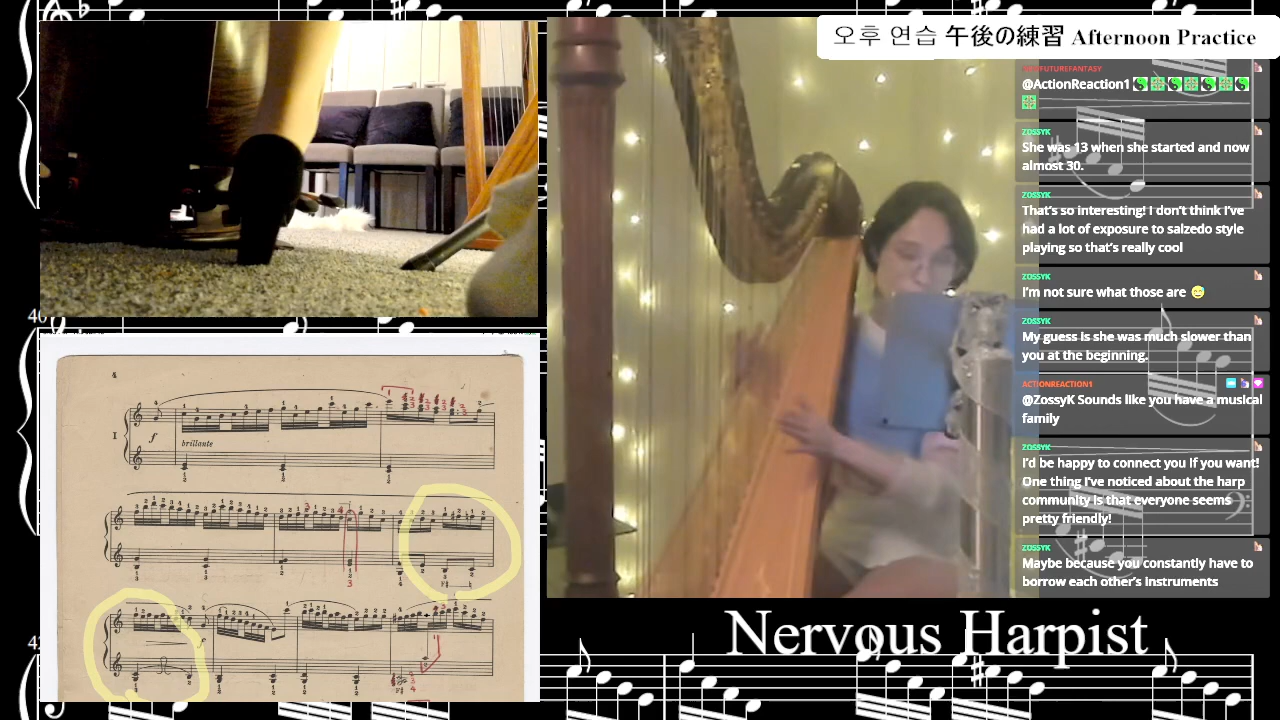 오후 연습 午後の練習 Afternoon Practice
@ActionReaction1
ZOSSYK
She was 13 when she started and now
almost 30.
ZOSSYK
That's so interesting! I don't think I've
had a lot of exposure to salzedo style
playing so that's really cool
ZOSSYK
I'm not sure what those are 😅
ZOSSYK
My guess is she was much slower than
you at the beginning.
ACTIONREACTION1
@ZossyK Sounds like you have a musical
family
ZOSSYK
I'd be happy to connect you if you want!
One thing I've noticed about the harp
community is that everyone seems
pretty friendly!
ZOSSYK
Maybe because you constantly have to
borrow each other's instruments
Nervous Harpist
4
I
f
brillante
f